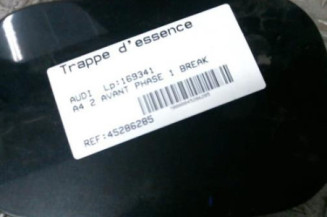 Trappe d'essence
AUDI Lp:169341
A4 2 AVANT PHASE 1 BREAK
REF:45286285